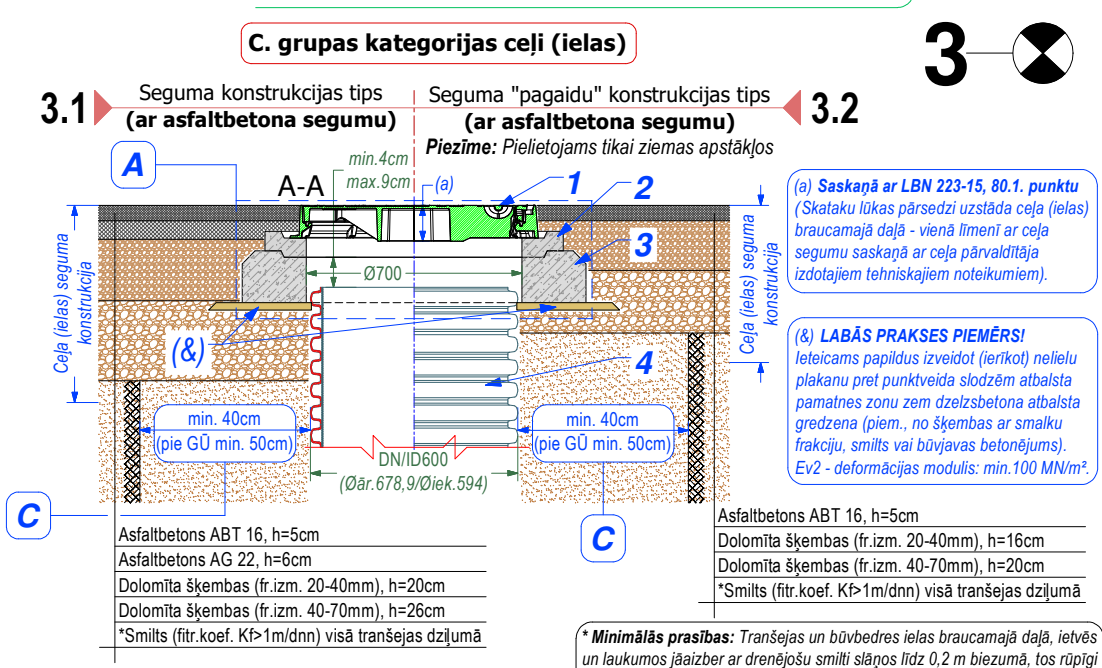 C. grupas kategorijas ceļi (ielas)
3
3.1
Seguma konstrukcijas tips
(ar asfaltbetona segumu)
Seguma "pagaidu" konstrukcijas tips
(ar asfaltbetona segumu)
Piezīme: Pielietojams tikai ziemas apstākļos
3.2
A
A-A
min.4cm
max.9cm
(a)
1
2
3
4
Ø700
(&)
Ceļa (ielas) seguma
konstrukcija
Ceļa (ielas) seguma
konstrukcija
min. 40cm
(pie GŪ min. 50cm)
min. 40cm
(pie GŪ min. 50cm)
DN/ID600
(Øār.678,9/Øiek.594)
C
C
(a) Saskaņā ar LBN 223-15, 80.1. punktu
(Skataku lūkas pārsedzi uzstāda ceļa (ielas)
braucamajā daļā - vienā līmenī ar ceļa
segumu saskaņā ar ceļa pārvaldītāja
izdotajiem tehniskajiem noteikumiem).
(&) LABĀS PRAKSES PIEMĒRS!
Ieteicams papildus izveidot (ierīkot) nelielu
plakanu pret punktveida slodzēm atbalsta
pamatnes zonu zem dzelzsbetona atbalsta
gredzena (piem., no šķembas ar smalku
frakciju, smilts vai būvjavas betonējums).
Ev2 - deformācijas modulis: min.100 MN/m².
Asfaltbetons ABT 16, h=5cm
Asfaltbetons AG 22, h=6cm
Dolomīta šķembas (fr.izm. 20-40mm), h=20cm
Dolomīta šķembas (fr.izm. 40-70mm), h=26cm
*Smilts (fitr.koef. Kf>1m/dnn) visā tranšejas dziļumā
Asfaltbetons ABT 16, h=5cm
Dolomīta šķembas (fr.izm. 20-40mm), h=16cm
Dolomīta šķembas (fr.izm. 40-70mm), h=20cm
*Smilts (fitr.koef. Kf>1m/dnn) visā tranšejas dziļumā
* Minimālās prasības: Tranšejas un būvbedres ielas braucamajā daļā, ietvēs
un laukumos jāaizber ar drenējošu smilti slāņos līdz 0,2 m biezumā, tos rūpīgi